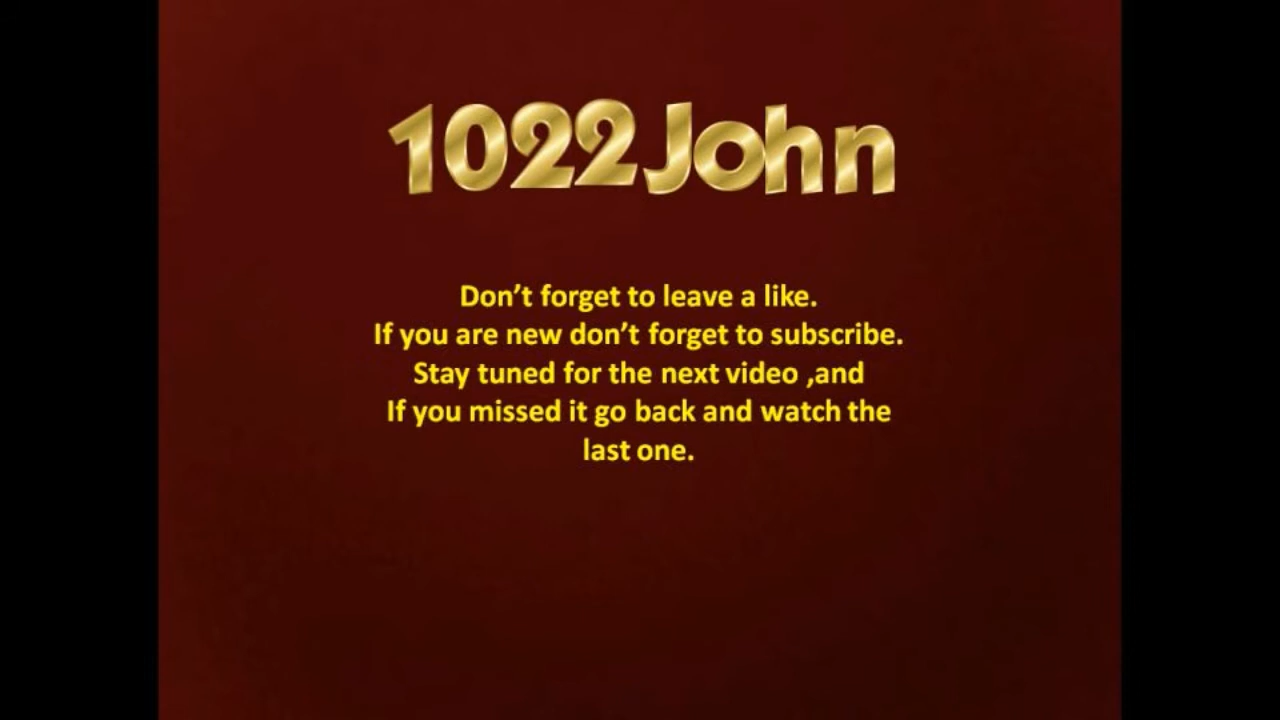 1022John
Don’t forget to leave a like.
If you are new don’t forget to subscribe.
Stay tuned for the next video ,and
If you missed it go back and watch the
last one.